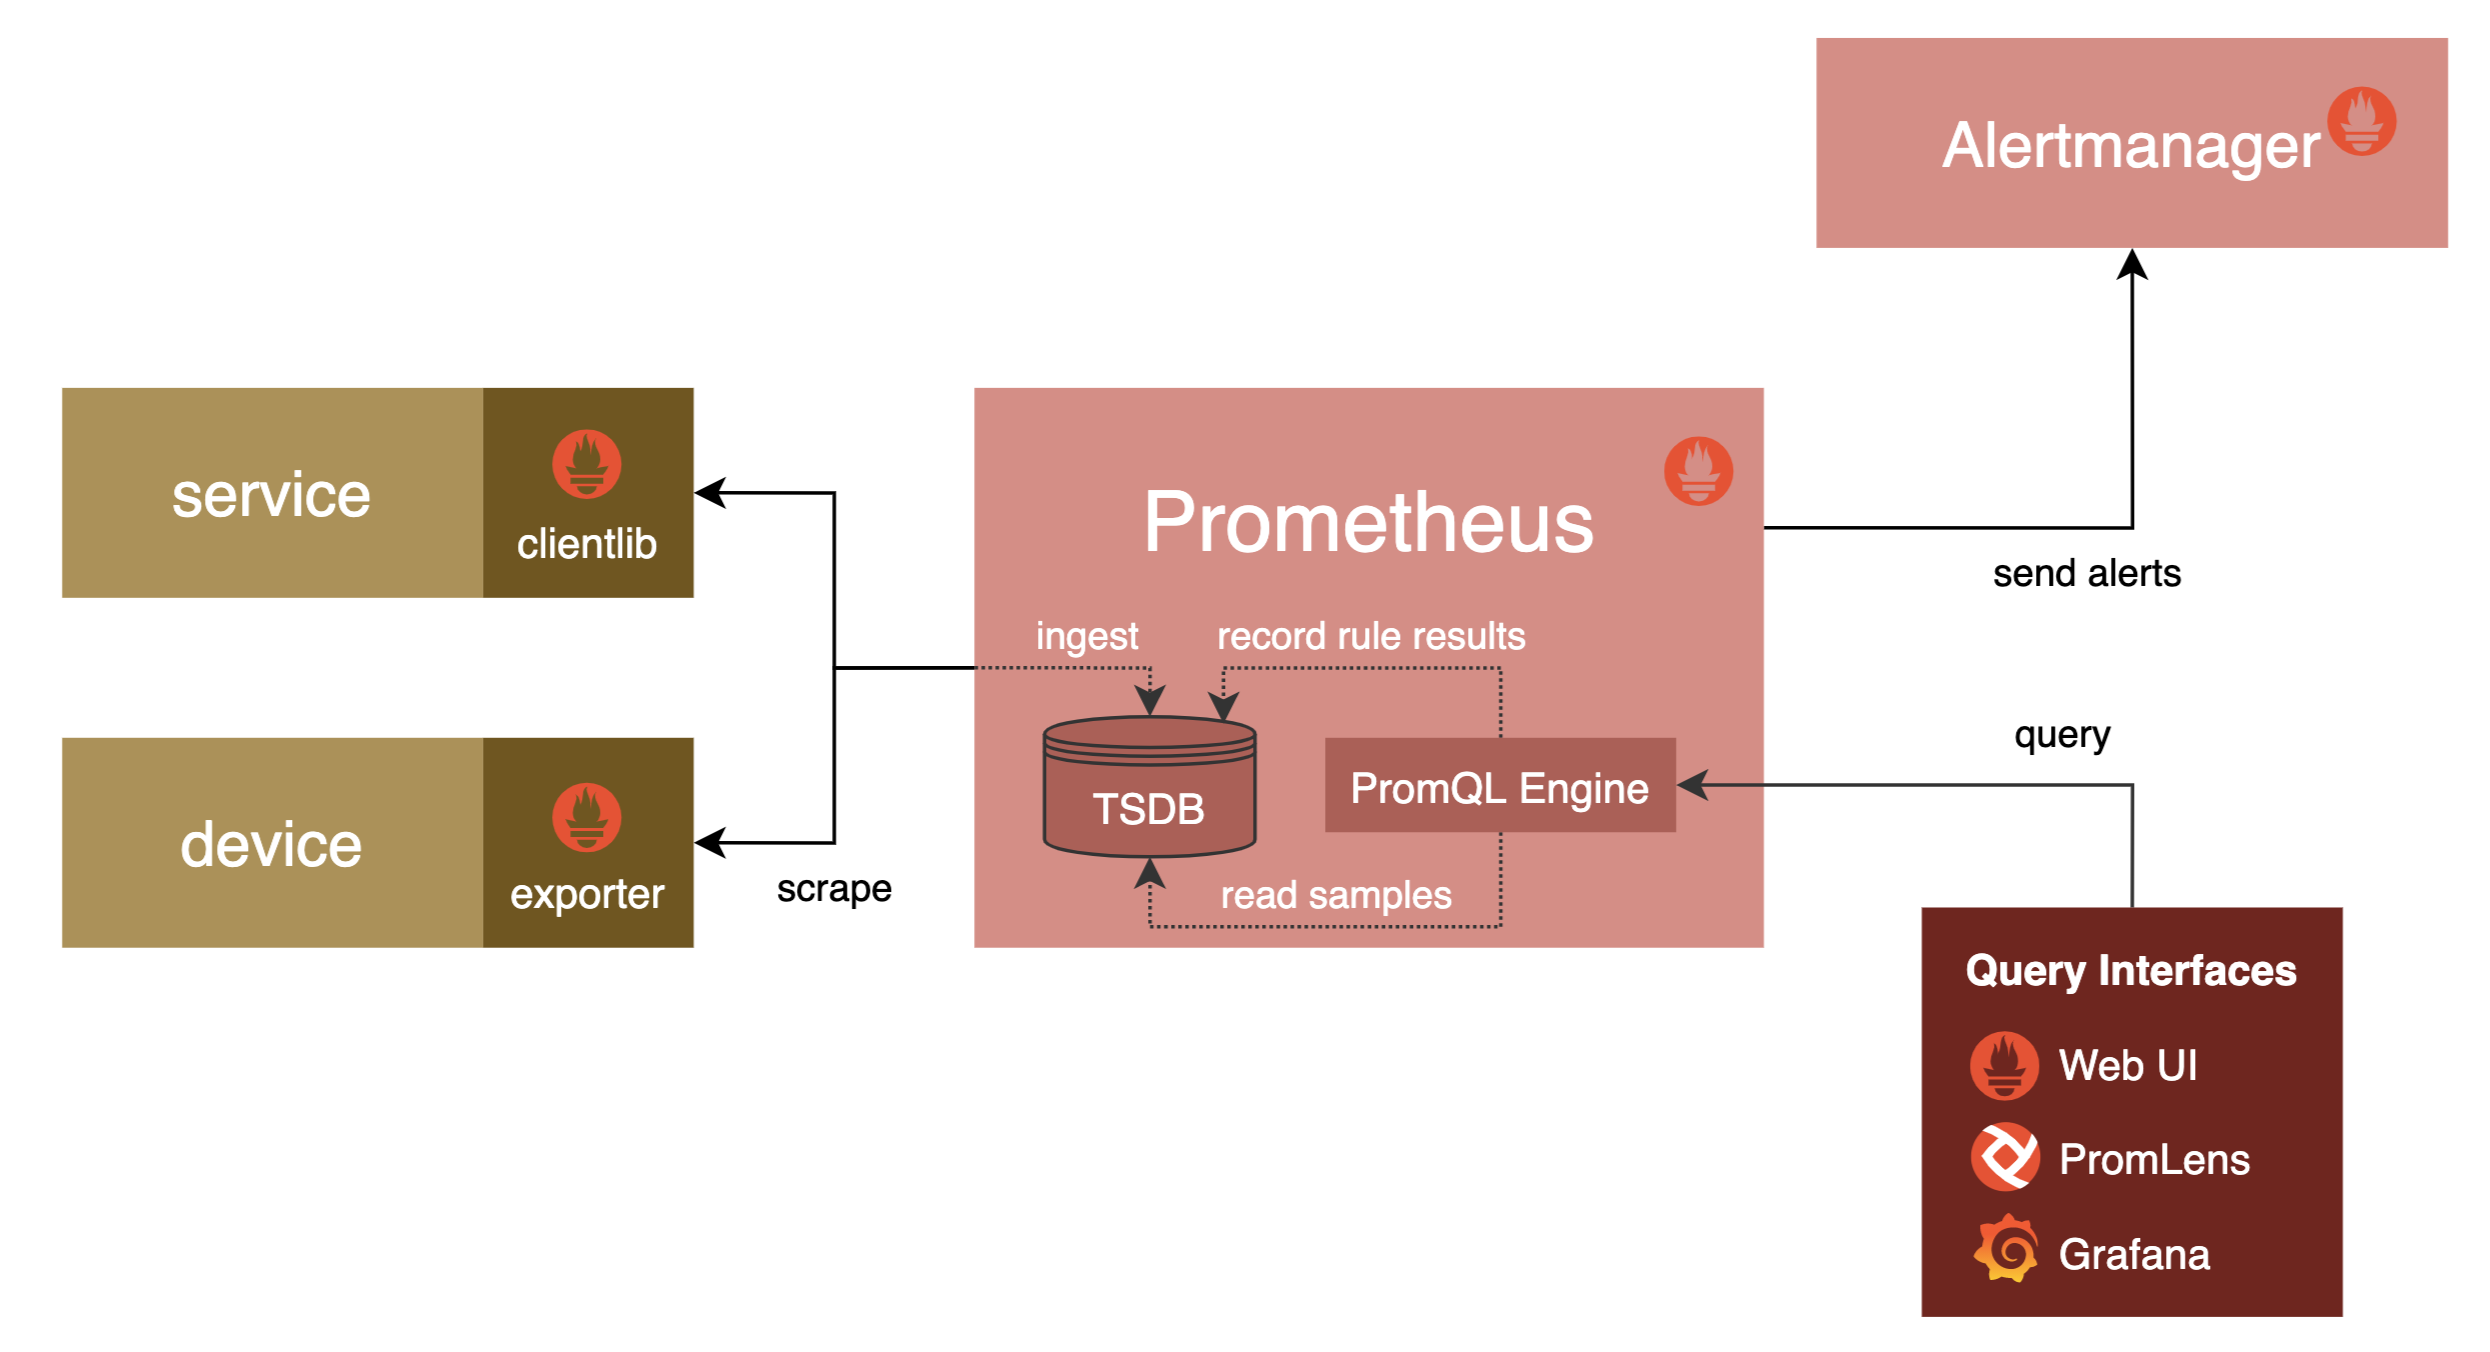 Alertmanager
service
clientlib
Prometheus
send alerts
ingest
record rule results
query
TSDB
PromQL Engine
device
exporter
scrape
read samples
Query Interfaces
Web UI
PromLens
Grafana